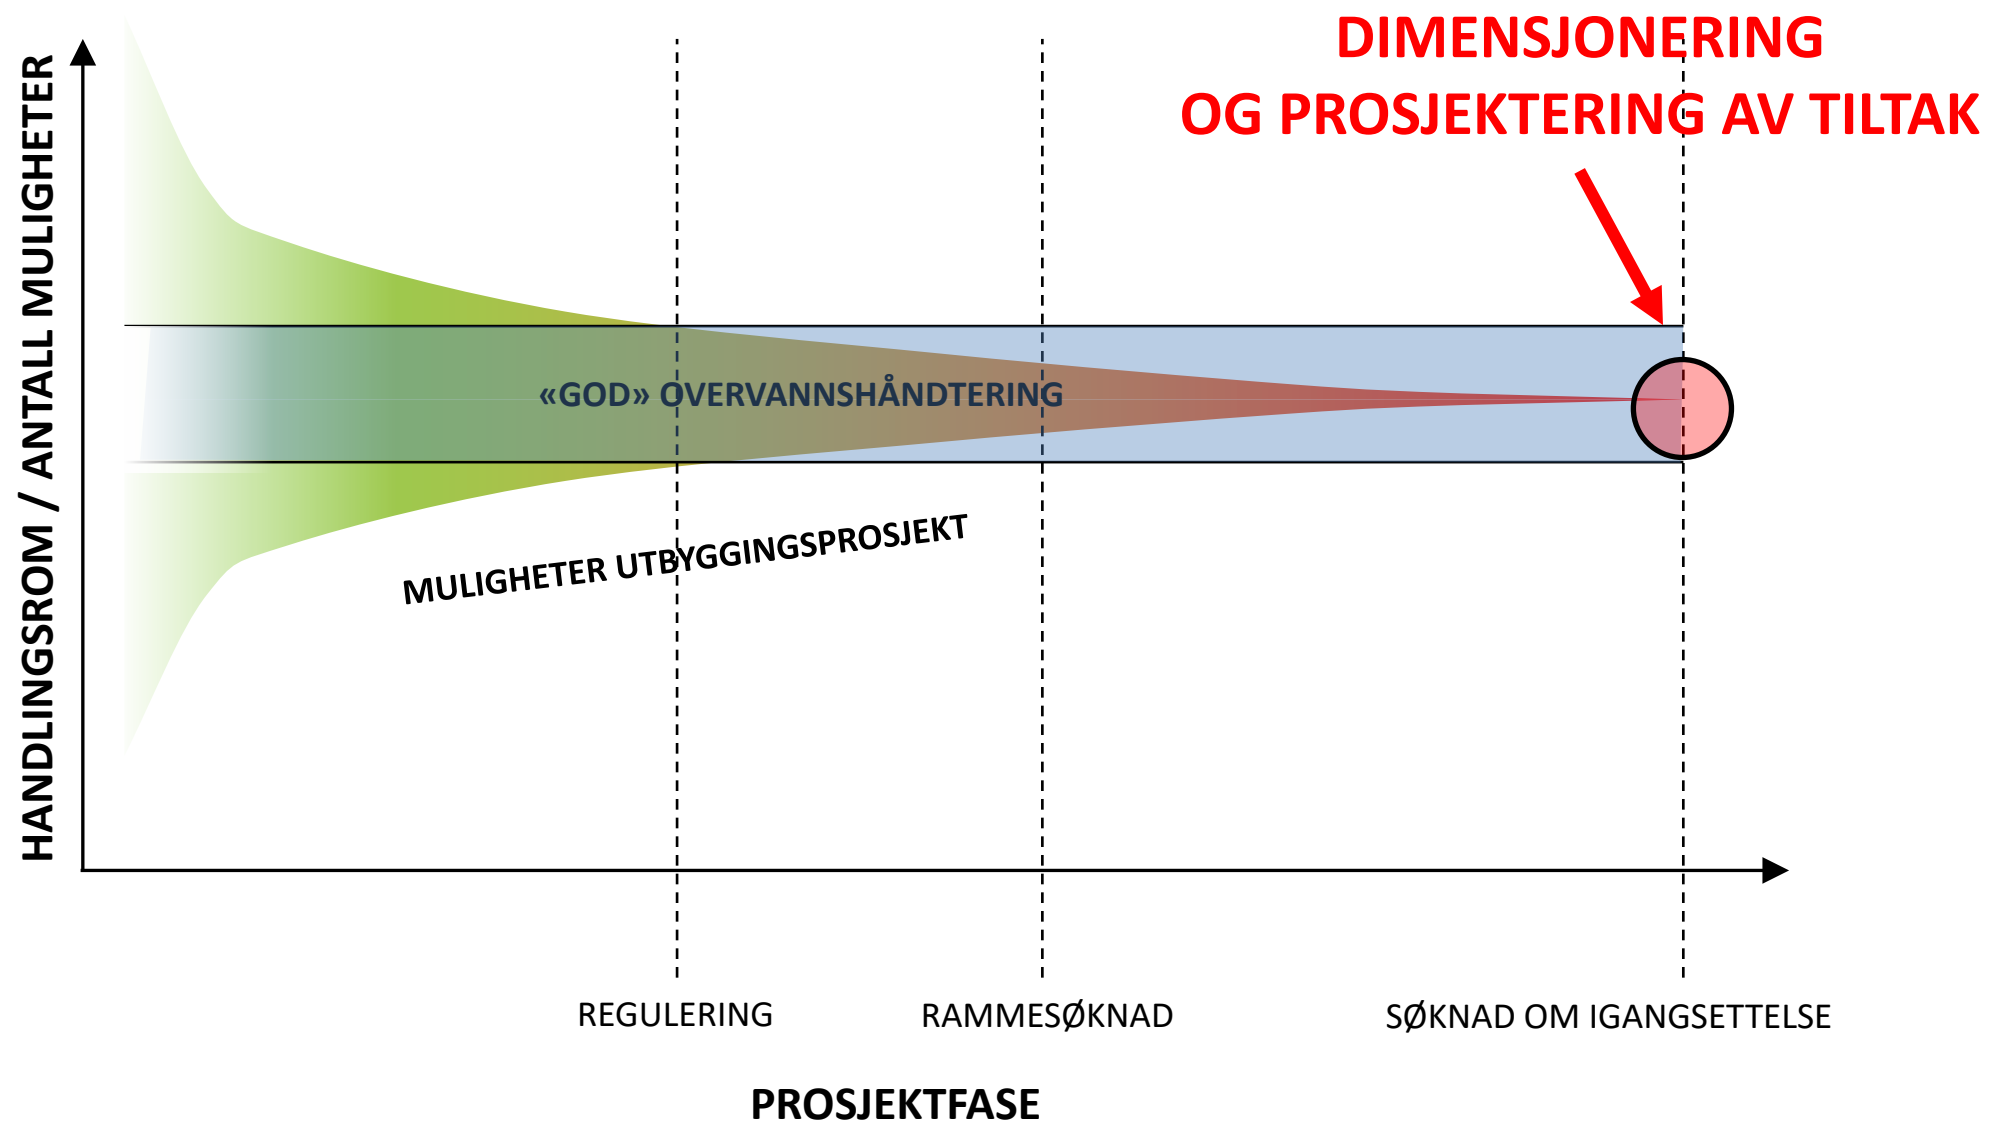 DIMENSJONERING
OG PROSJEKTERING AV TILTAK
HANDLINGSROM / ANTALL MULIGHETER
«GOD» OVERVANNSHÅNDTERING
MULIGHETER UTBYGGINGSPROSJEKT
REGULERING
RAMMESØKNAD
SØKNAD OM IGANGSETTELSE
PROSJEKTFASE